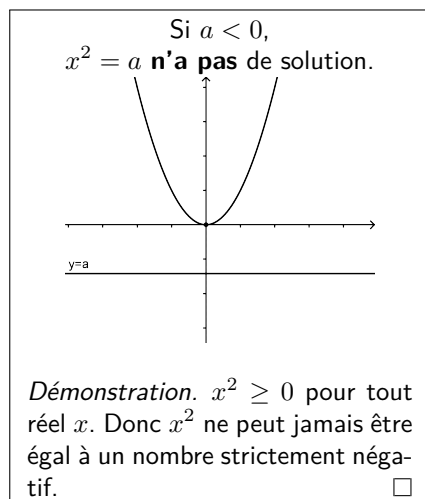 Si a < 0,
x² = a n'a pas de solution.
y=a
Démonstration. x² ≥ 0 pour tout
réel x. Donc x² ne peut jamais être
égal à un nombre strictement néga-
tif. □